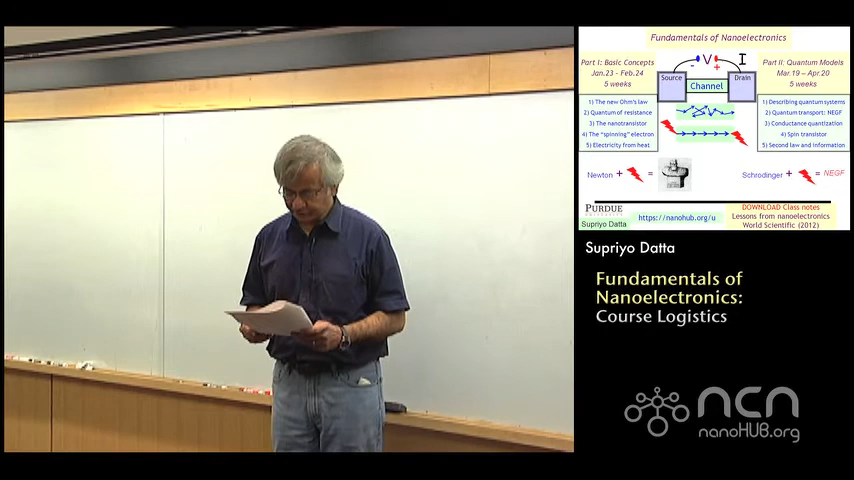 Fundamentals of Nanoelectronics
Part I: Basic Concepts
Jan.23 - Feb.24
5 weeks
V
I
-
+
Source
Drain
Channel
Part II: Quantum Models
Mar.19 - Apr.20
5 weeks
1) The new Ohm's law
2) Quantum of resistance
3) The nanotransistor
4) The "spinning" electron
5) Electricity from heat
1) Describing quantum systems
2) Quantum transport: NEGF
3) Conductance quantization
4) Spin transistor
5) Second law and information
Newton + =
Schrodinger + = NEGF
PURDUE
Supriyo Datta
https://nanohub.org/u
DOWNLOAD Class notes
Lessons from nanoelectronics
World Scientific (2012)
Supriyo Datta
Fundamentals of
Nanoelectronics:
Course Logistics
ncn
nanoHUB.org